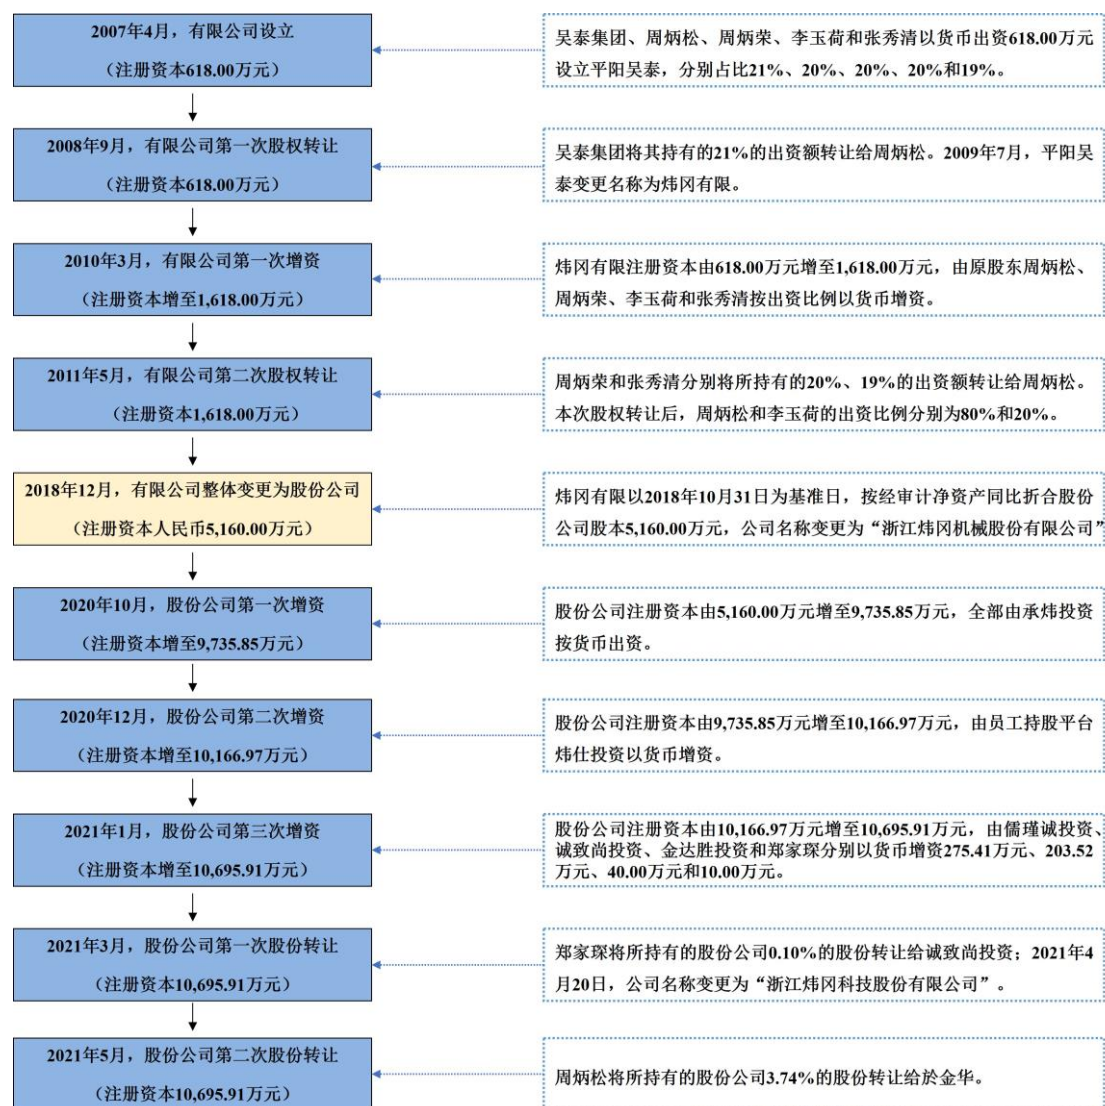 2007年4月，有限公司设立
（注册资本618.00万元）
吴泰集团、周炳松、周炳荣、李玉荷和张秀清以货币出资618.00万元
设立平阳吴泰，分别占比21%、20%、20%、20%和19%。
2008年9月，有限公司第一次股权转让
（注册资本618.00万元）
吴泰集团将其持有的21%的出资额转让给周炳松。2009年7月，平阳吴
泰变更名称为炜冈有限。
2010年3月，有限公司第一次增资
（注册资本增至1,618.00万元）
炜冈有限注册资本由618.00万元增至1,618.00万元，由原股东周炳松、
周炳荣、李玉荷和张秀清按出资比例以货币增资。
2011年5月，有限公司第二次股权转让
（注册资本1,618.00万元）
周炳荣和张秀清分别将所持有的20%、19%的出资额转让给周炳松。
本次股权转让后，周炳松和李玉荷的出资比例分别为80%和20%。
2018年12月，有限公司整体变更为股份公司
（注册资本人民币5,160.00万元）
炜冈有限以2018年10月31日为基准日，按经审计净资产同比折合股份
公司股本5,160.00万元，公司名称变更为“浙江炜冈机械股份有限公司”
2020年10月，股份公司第一次增资
（注册资本增至9,735.85万元）
股份公司注册资本由5,160.00万元增至9,735.85万元，全部由承炜投资
按货币出资。
2020年12月，股份公司第二次增资
（注册资本增至10,166.97万元）
股份公司注册资本由9,735.85万元增至10,166.97万元，由员工持股平台
炜仕投资以货币增资。
2021年1月，股份公司第三次增资
（注册资本增至10,695.91万元）
股份公司注册资本由10,166.97万元增至10,695.91万元，由儒瑾诚投资、
诚致尚投资、金达胜投资和郑家琛分别以货币增资275.41万元、203.52
万元、40.00万元和10.00万元。
2021年3月，股份公司第一次股份转让
（注册资本10,695.91万元）
郑家琛将所持有的股份公司0.10%的股份转让给诚致尚投资；2021年4
月20日，公司名称变更为“浙江炜冈科技股份有限公司”。
2021年5月，股份公司第二次股份转让
（注册资本10,695.91万元）
周炳松将所持有的股份公司3.74%的股份转让给於金华。